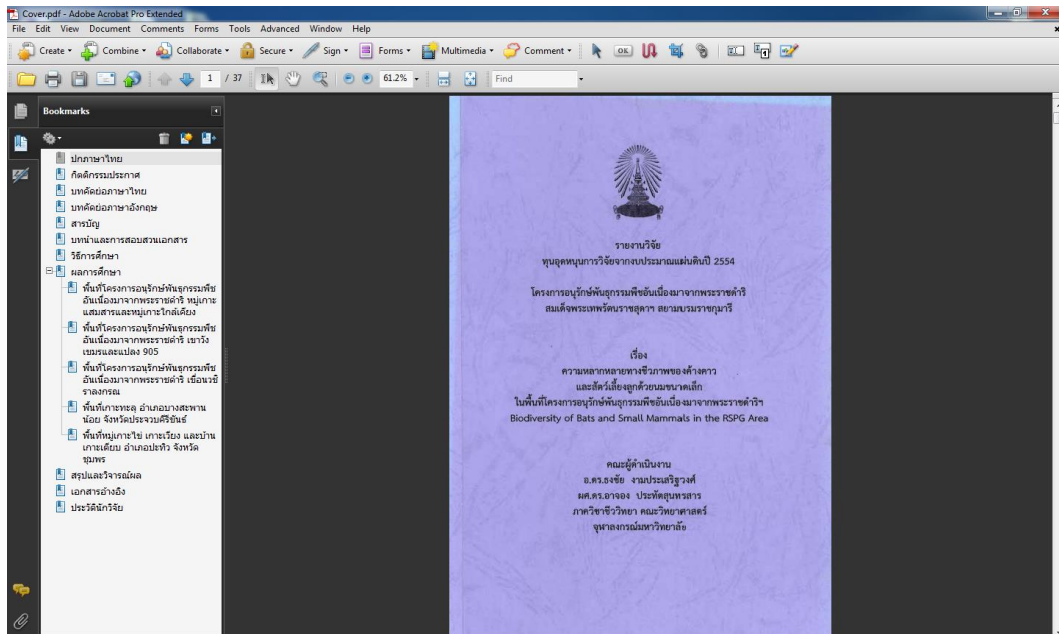 Cover.pdf - Adobe Acrobat Pro Extended
File Edit View Document Comments Forms Tools Advanced Window Help
Create Combine Collaborate Secure Sign Forms Multimedia Comment OK
1 / 37 61.2% Find
Bookmarks
ปกภาษาไทย
กิตติกรรมประกาศ
บทคัดย่อภาษาไทย
บทคัดย่อภาษาอังกฤษ
สารบัญ
บทนำและการสอบสวนเอกสาร
วิธีการศึกษา
ผลการศึกษา
พื้นที่โครงการอนุรักษ์พันธุกรรมพืช
อันเนื่องมาจากพระราชดำริ หมู่เกาะ
แสมสารและหมู่เกาะใกล้เคียง
พื้นที่โครงการอนุรักษ์พันธุกรรมพืช
อันเนื่องมาจากพระราชดำริ เขาวัง
เขมรและแปลง 905
พื้นที่โครงการอนุรักษ์พันธุกรรมพืช
อันเนื่องมาจากพระราชดำริ เขื่อนวชิ
ราลงกรณ
พื้นที่เกาะทะลุ อำเภอบางสะพาน
น้อย จังหวัดประจวบคีรีขันธ์
พื้นที่หมู่เกาะไข่ เกาะเวียง และบ้าน
เกาะเตียบ อำเภอปะทิว จังหวัด
ชุมพร
สรุปและวิจารณ์ผล
เอกสารอ้างอิง
ประวัตินักวิจัย
รายงานวิจัย
ทุนอุดหนุนการวิจัยจากงบประมาณแผ่นดินปี 2554
โครงการอนุรักษ์พันธุกรรมพืชอันเนื่องมาจากพระราชดำริ
สมเด็จพระเทพรัตนราชสุดาฯ สยามบรมราชกุมารี
เรื่อง
ความหลากหลายทางชีวภาพของค้างคาว
และสัตว์เลี้ยงลูกด้วยนมขนาดเล็ก
ในพื้นที่โครงการอนุรักษ์พันธุกรรมพืชอันเนื่องมาจากพระราชดำริฯ
Biodiversity of Bats and Small Mammals in the RSPG Area
คณะผู้ดำเนินงาน
อ.ดร.ธงชัย งามประเสริฐวงศ์
ผศ.ดร.อาจอง ประทัตสุนทรสาร
ภาควิชาชีววิทยา คณะวิทยาศาสตร์
จุฬาลงกรณ์มหาวิทยาลัย